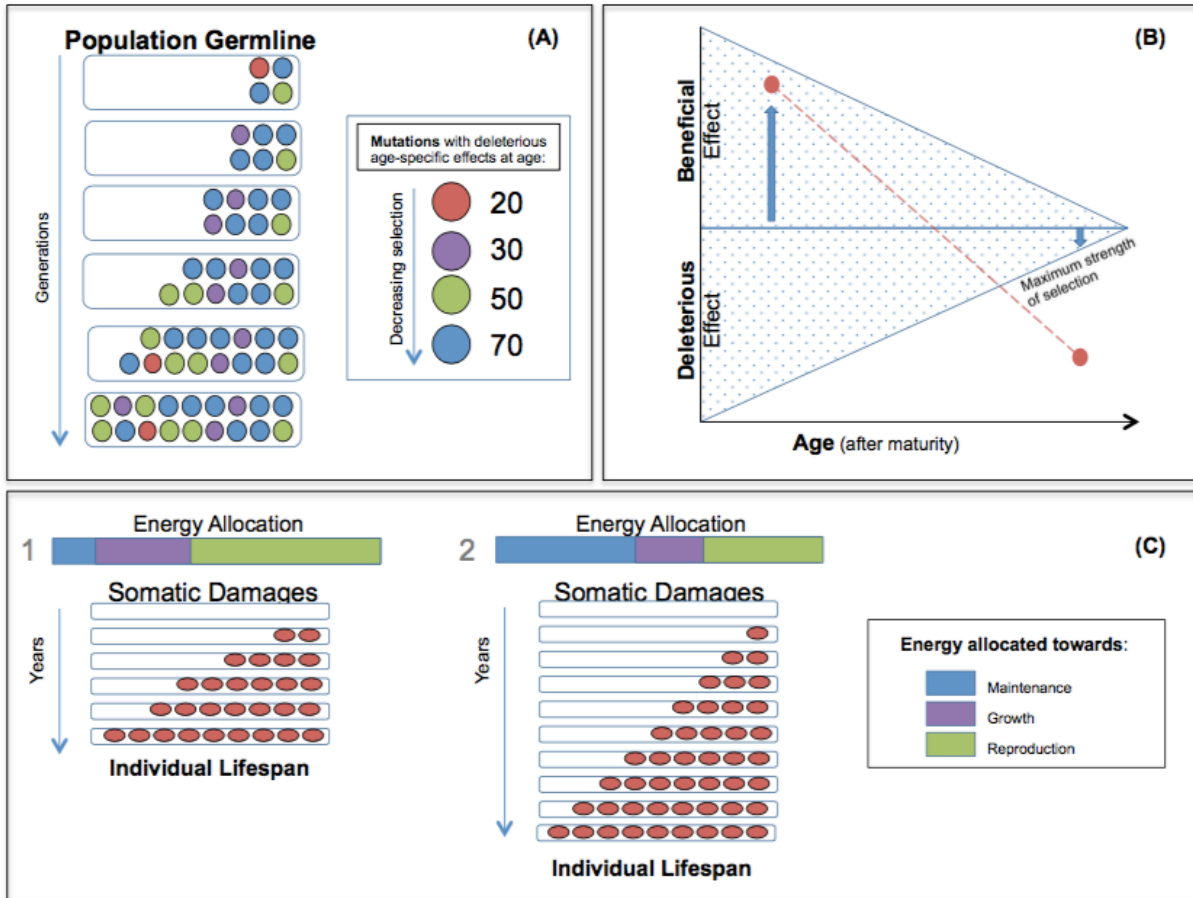 Population Germline
(A)
Generations
Mutations with deleterious
age-specific effects at age:
Decreasing selection
20
30
50
70
(B)
Beneficial
Effect
Deleterious
Effect
Maximum strength
of selection
Age (after maturity)
(C)
1
Energy Allocation
Somatic Damages
Years
Individual Lifespan
2
Energy Allocation
Somatic Damages
Years
Individual Lifespan
Energy allocated towards:
Maintenance
Growth
Reproduction